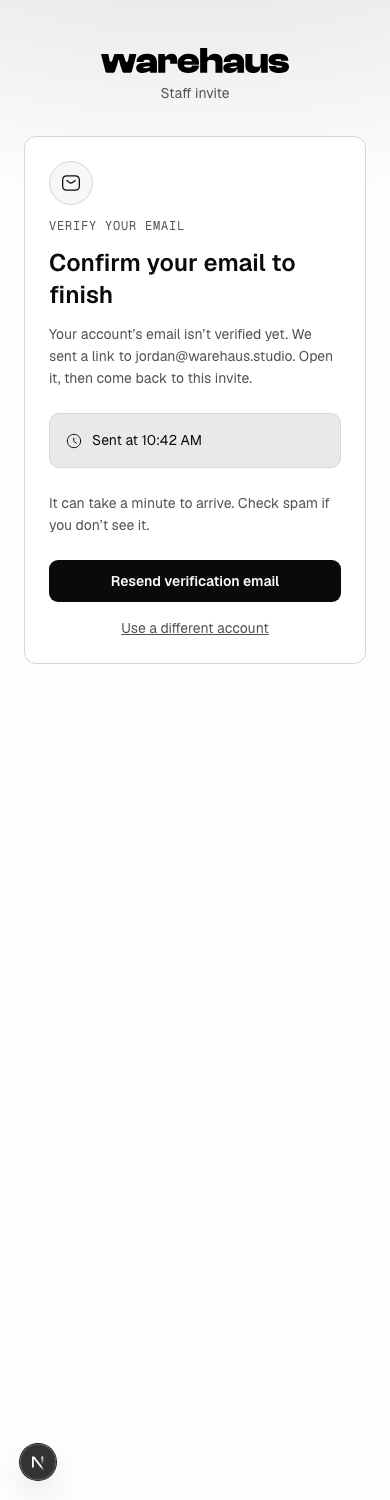 warehaus
Staff invite
VERIFY YOUR EMAIL
Confirm your email to
finish
Your account’s email isn’t verified yet. We
sent a link to jordan@warehaus.studio. Open
it, then come back to this invite.
Sent at 10:42 AM
It can take a minute to arrive. Check spam if
you don’t see it.
Resend verification email
Use a different account
N